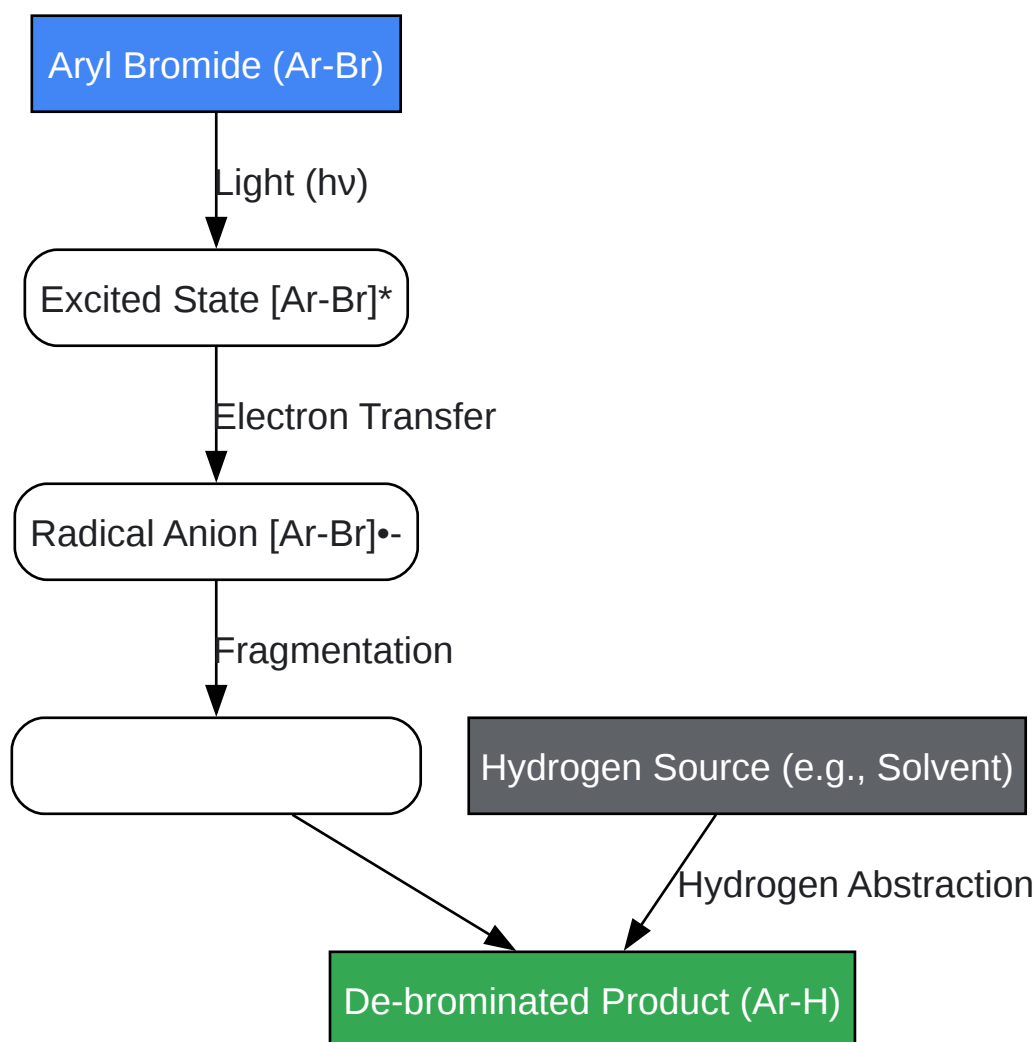 Aryl Bromide (Ar-Br)
Light (hν)
Excited State [Ar-Br]*
Electron Transfer
Radical Anion [Ar-Br]•-
Fragmentation
Hydrogen Source (e.g., Solvent)
Hydrogen Abstraction
De-brominated Product (Ar-H)